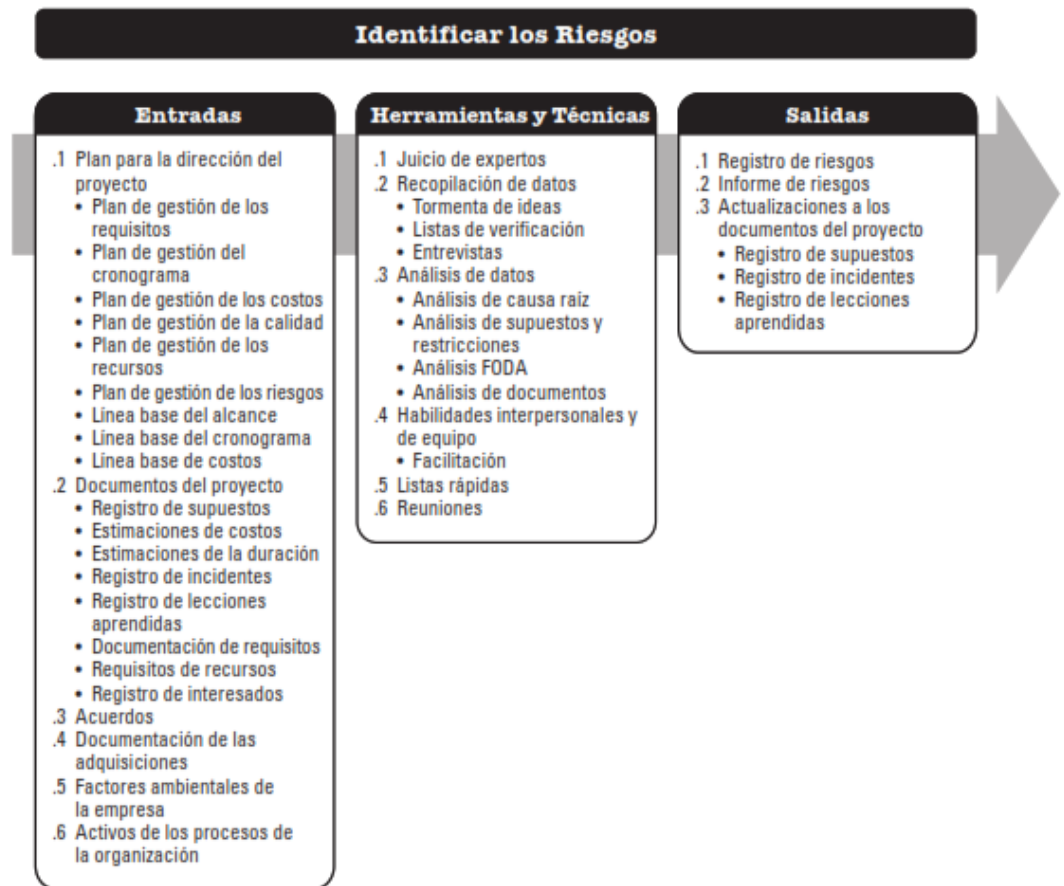 Identificar los Riesgos
Entradas
.1 Plan para la dirección del
proyecto
• Plan de gestión de los
requisitos
• Plan de gestión del
cronograma
• Plan de gestión de los costos
• Plan de gestión de la calidad
• Plan de gestión de los
recursos
• Plan de gestión de los riesgos
• Línea base del alcance
• Línea base del cronograma
• Línea base de costos
.2 Documentos del proyecto
• Registro de supuestos
• Estimaciones de costos
• Estimaciones de la duración
• Registro de incidentes
• Registro de lecciones
aprendidas
• Documentación de requisitos
• Requisitos de recursos
• Registro de interesados
.3 Acuerdos
.4 Documentación de las
adquisiciones
.5 Factores ambientales de
la empresa
.6 Activos de los procesos de
la organización
Herramientas y Técnicas
.1 Juicio de expertos
.2 Recopilación de datos
• Tormenta de ideas
• Listas de verificación
• Entrevistas
.3 Análisis de datos
• Análisis de causa raíz
• Análisis de supuestos y
restricciones
• Análisis FODA
• Análisis de documentos
.4 Habilidades interpersonales y
de equipo
• Facilitación
.5 Listas rápidas
.6 Reuniones
Salidas
.1 Registro de riesgos
.2 Informe de riesgos
.3 Actualizaciones a los
documentos del proyecto
• Registro de supuestos
• Registro de incidentes
• Registro de lecciones
aprendidas